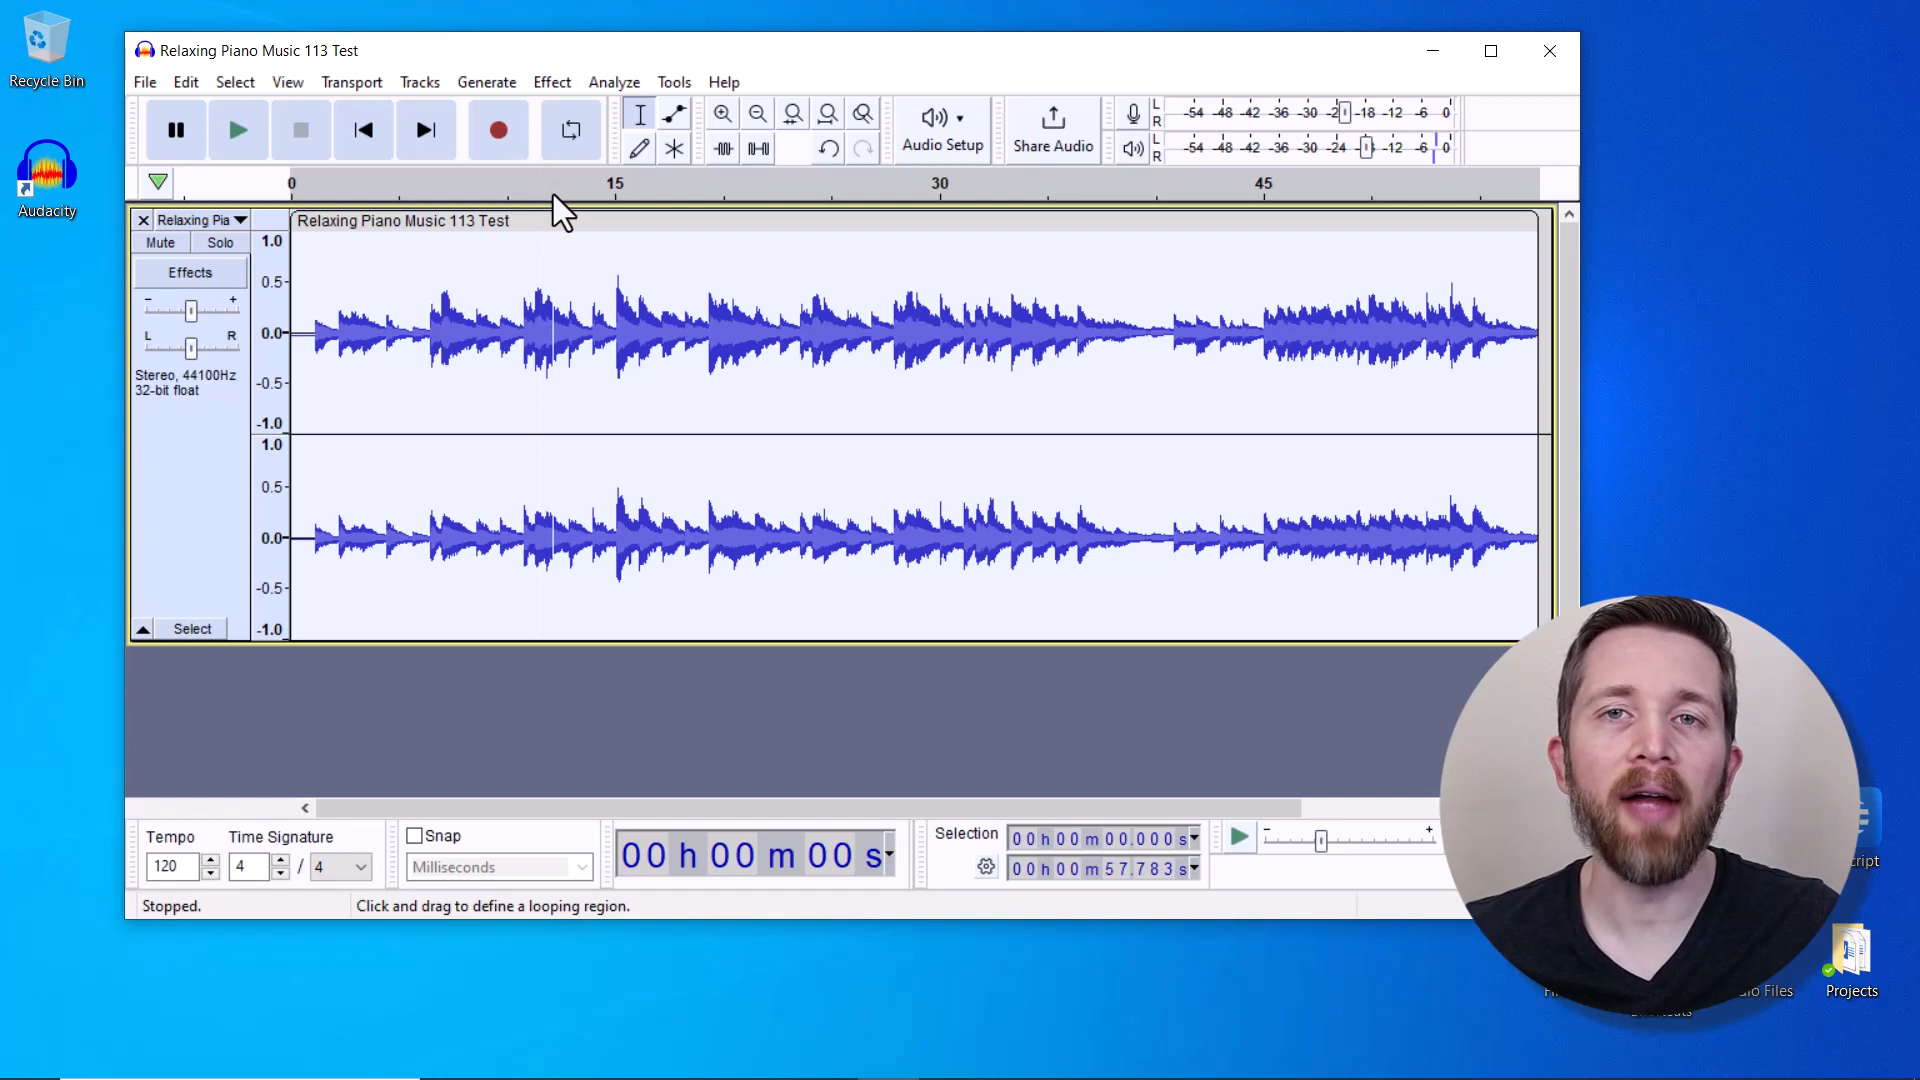 Recycle Bin
Audacity
Relaxing Piano Music 113 Test
File Edit Select View Transport Tracks Generate Effect Analyze Tools Help
Audio Setup
Share Audio
L
R
-54 -48 -42 -36 -30 -18 -12 -6 0
L
R
-54 -48 -42 -36 -30 -24 -12 -6 0
0 15 30 45
Relaxing Pia
Relaxing Piano Music 113 Test
Mute Solo
Effects
- +
L R
Stereo, 44100Hz
32-bit float
Select
1.0
0.5-
0.0-
-0.5-
-1.0
1.0
0.5-
0.0-
-0.5-
-1.0
Tempo
120
Time Signature
4 / 4
Snap
Milliseconds
00 h 00 m 00 s
Selection
00 h 00 m 00.000 s
00 h 00 m 57.783 s
- +
Stopped.
Click and drag to define a looping region.
Files
Projects